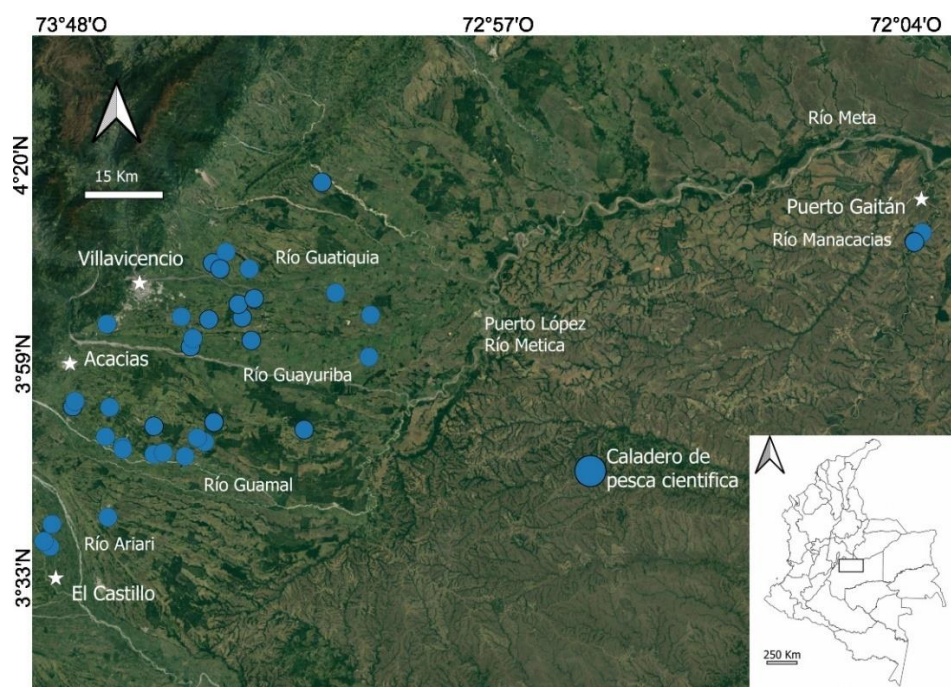 73°48'O
72°57'O
72°04'O
4°20'N
3°59'N
3°33'N
15 Km
Río Meta
Puerto Gaitán
Río Manacacias
Villavicencio
Río Guatiquia
Puerto López
Río Metica
Acacias
Río Guayuriba
Caladero de
pesca cientifica
Río Guamal
Río Ariari
El Castillo
250 Km